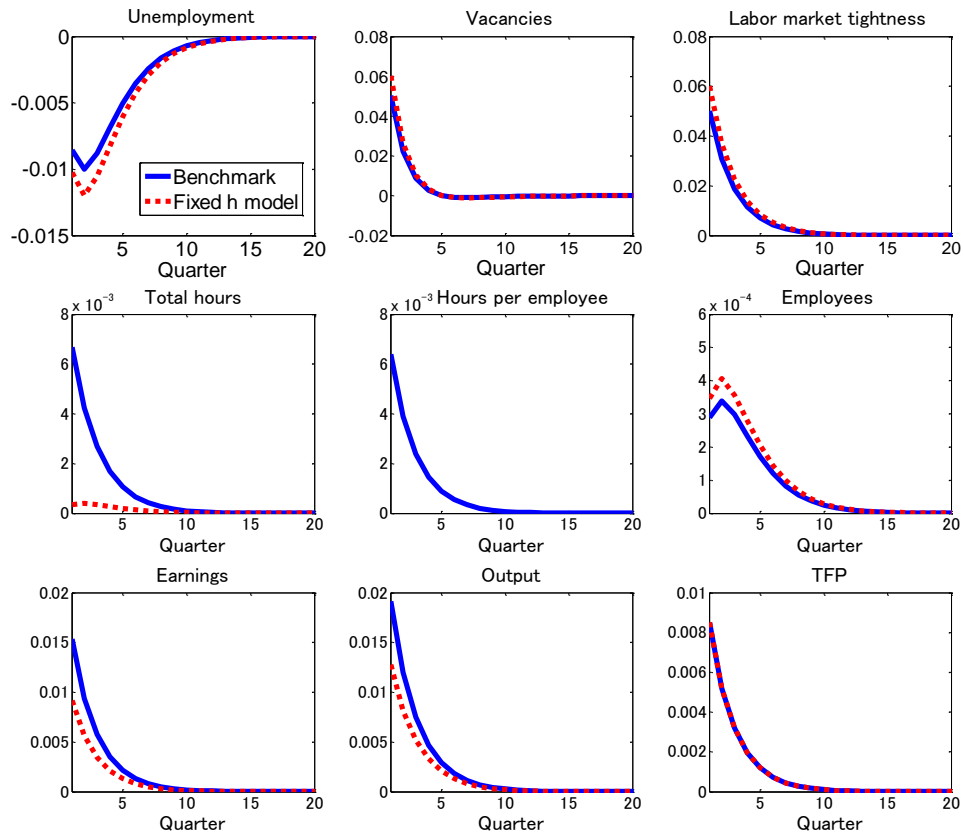 Unemployment
0
-0.005
-0.010
-0.015
5 10 15 20
Quarter
Benchmark
Fixed h model
Vacancies
0.08
0.06
0.04
0.02
0
-0.02
5 10 15 20
Quarter
Labor market tightness
0.08
0.06
0.04
0.02
0
5 10 15 20
Quarter
Total hours
x 10⁻³
8
6
4
2
0
5 10 15 20
Quarter
Hours per employee
x 10⁻³
8
6
4
2
0
5 10 15 20
Quarter
Employees
x 10⁻⁴
6
5
4
3
2
1
0
5 10 15 20
Quarter
Earnings
0.02
0.015
0.01
0.005
0
5 10 15 20
Quarter
Output
0.02
0.015
0.01
0.005
0
5 10 15 20
Quarter
TFP
0.01
0.008
0.006
0.004
0.002
0
5 10 15 20
Quarter